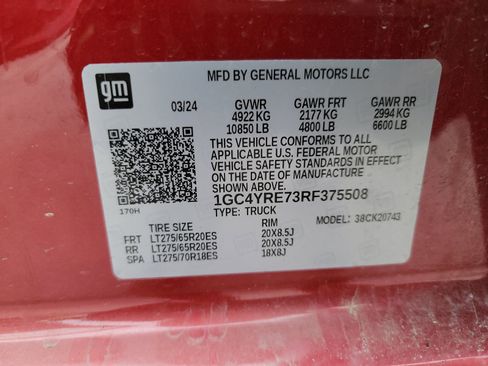 gm
MFD BY GENERAL MOTORS LLC
03/24 GVWR GAWR FRT GAWR RR
4922 KG 2177 KG 2994 KG
10850 LB 4800 LB 6600 LB
THIS VEHICLE CONFORMS TO ALL
APPLICABLE U.S. FEDERAL MOTOR
VEHICLE SAFETY STANDARDS IN EFFECT ON
THE DATE OF MANUFACTURE SHOWN ABOVE.
1GC4YRE73RF375508
170H
TYPE: TRUCK MODEL: 38CK20743
TIRE SIZE RIM
FRT LT275/65R20ES 20X8.5J
RR LT275/65R20ES 20X8.5J
SPA LT275/70R18ES 18X8J